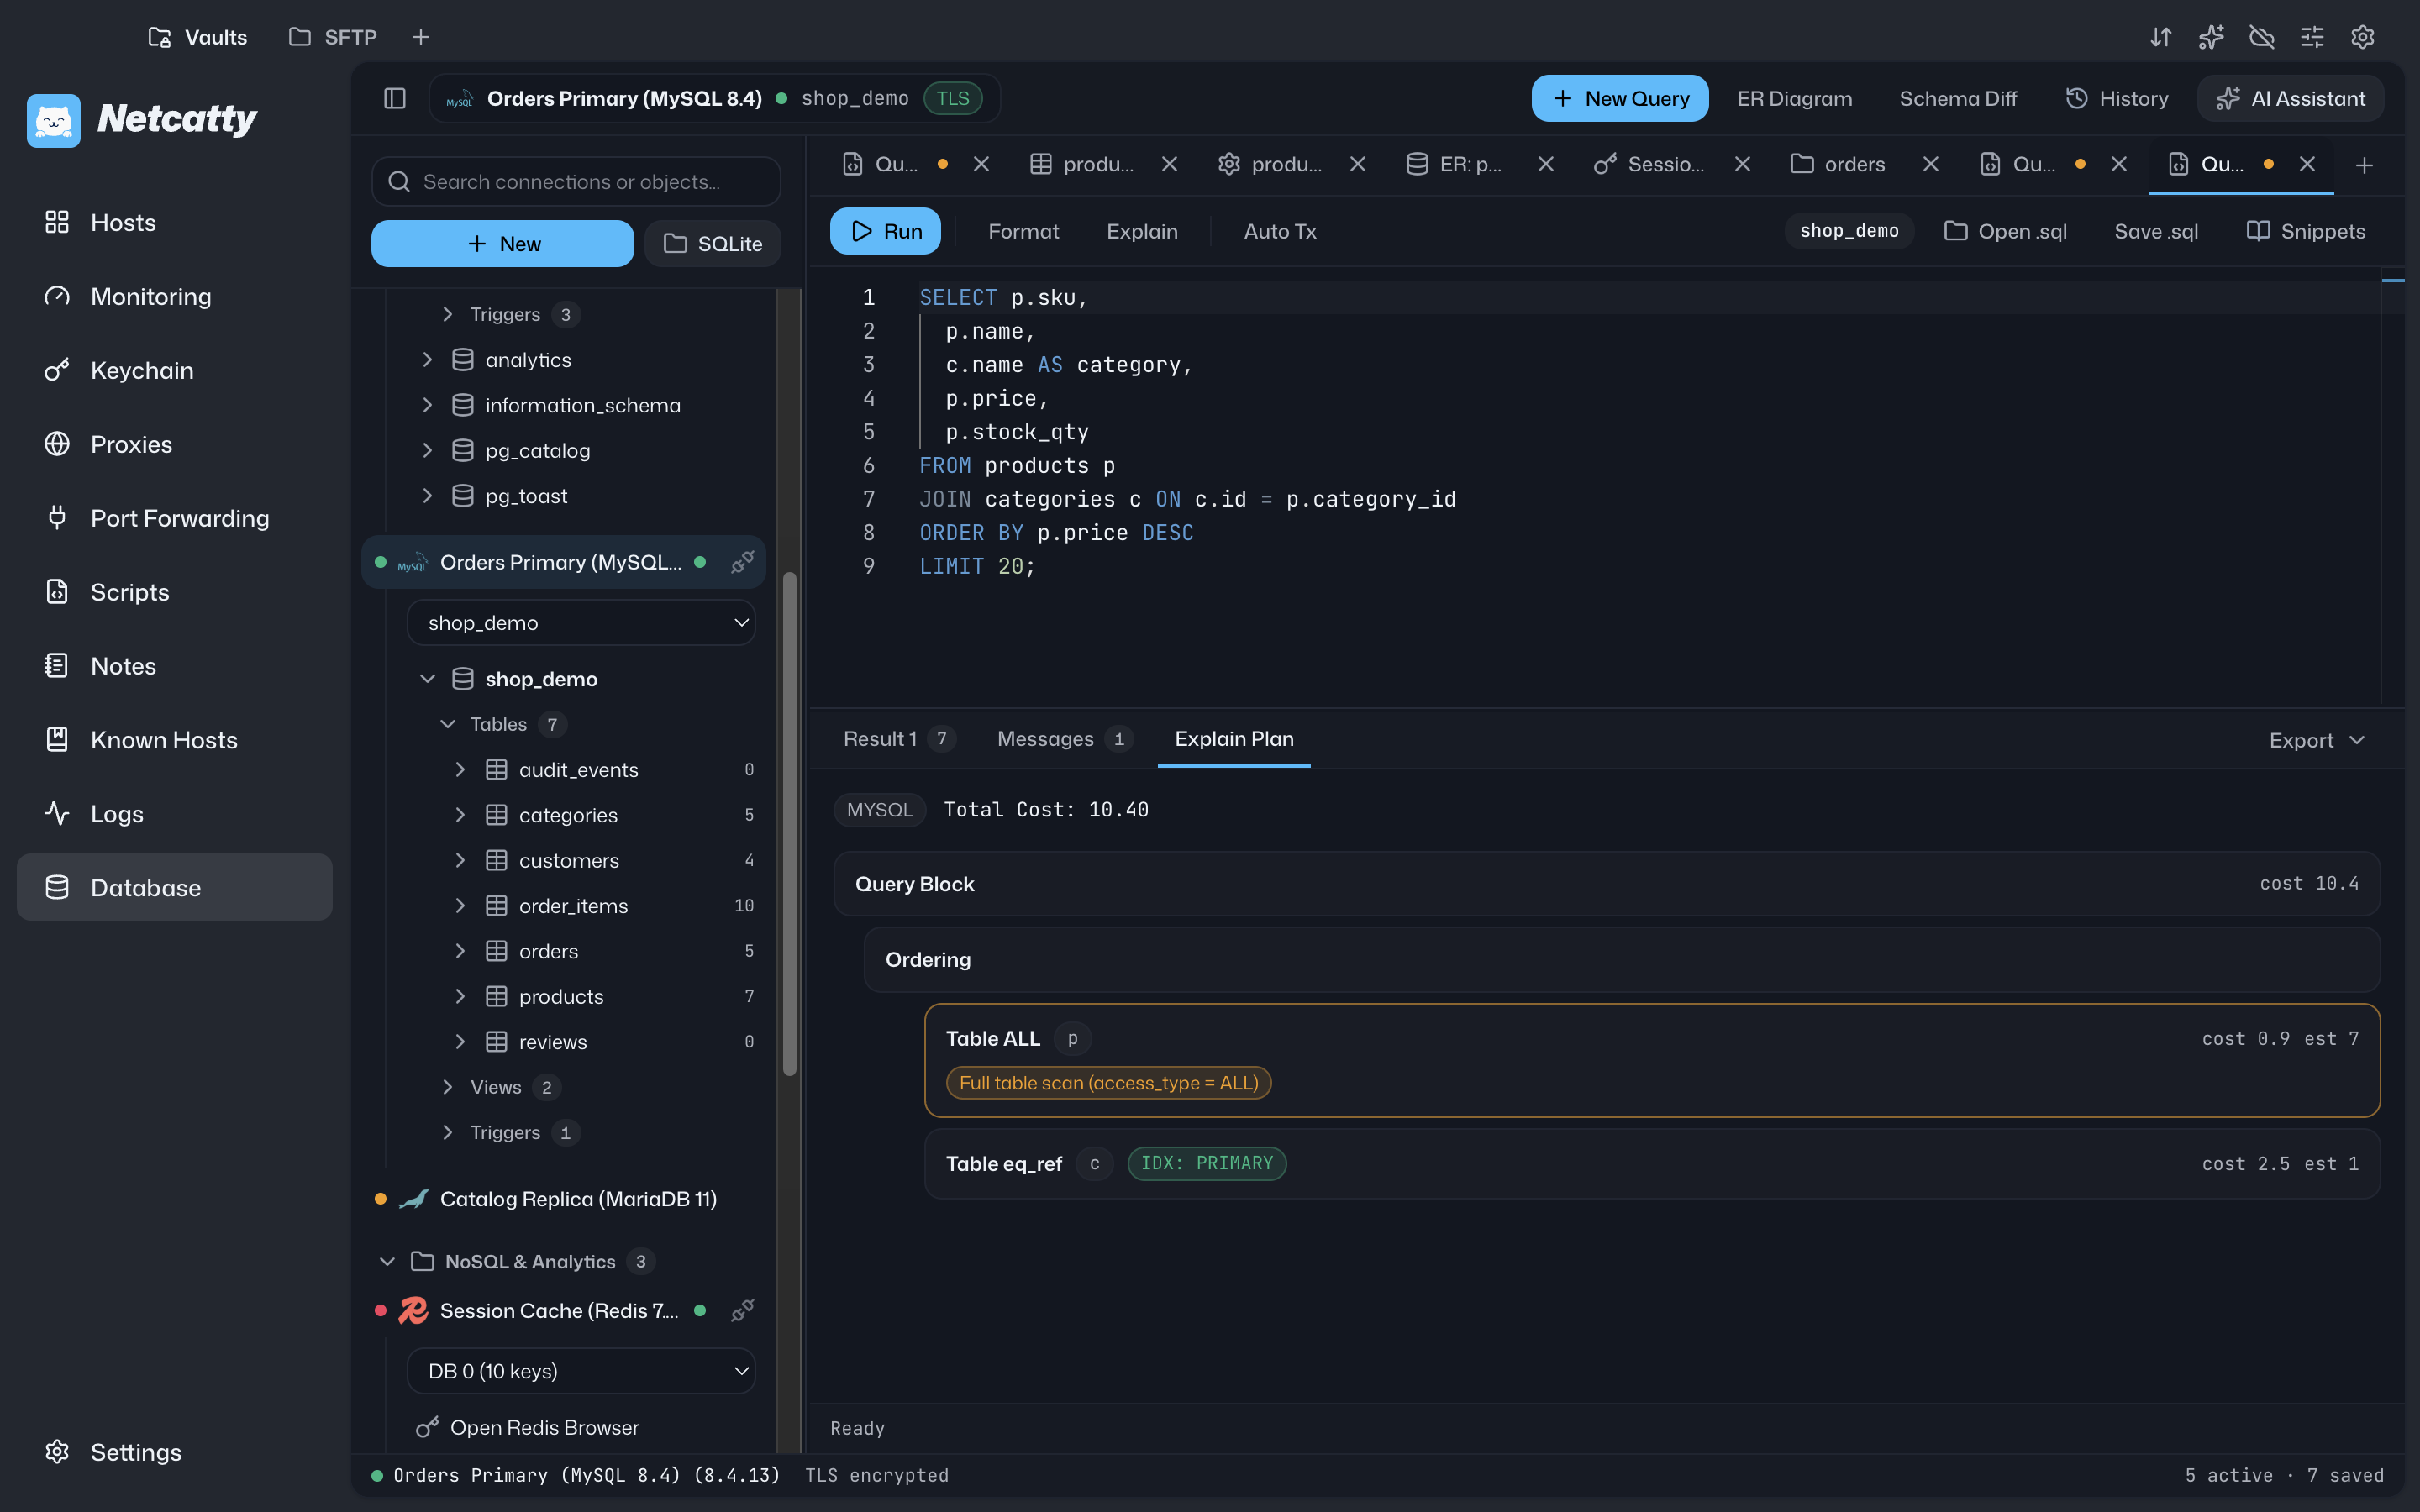 Vaults
SFTP
Netcatty
Hosts
Monitoring
Keychain
Proxies
Port Forwarding
Scripts
Notes
Known Hosts
Logs
Database
Settings
MySQL Orders Primary (MySQL 8.4) shop_demo TLS
New Query
ER Diagram
Schema Diff
History
AI Assistant
Search connections or objects...
New
SQLite
Triggers 3
analytics
information_schema
pg_catalog
pg_toast
MySQL Orders Primary (MySQL...
shop_demo
shop_demo
Tables 7
audit_events 0
categories 5
customers 4
order_items 10
orders 5
products 7
reviews 0
Views 2
Triggers 1
Catalog Replica (MariaDB 11)
NoSQL & Analytics 3
Session Cache (Redis 7....
DB 0 (10 keys)
Open Redis Browser
Qu...
produ...
produ...
ER: p...
Sessio...
orders
Qu...
Qu...
Run
Format
Explain
Auto Tx
shop_demo
Open .sql
Save .sql
Snippets
1 SELECT p.sku,
2 p.name,
3 c.name AS category,
4 p.price,
5 p.stock_qty
6 FROM products p
7 JOIN categories c ON c.id = p.category_id
8 ORDER BY p.price DESC
9 LIMIT 20;
Result 1 7
Messages 1
Explain Plan
Export
MYSQL Total Cost: 10.40
Query Block cost 10.4
Ordering
Table ALL p cost 0.9 est 7
Full table scan (access_type = ALL)
Table eq_ref c IDX: PRIMARY cost 2.5 est 1
Ready
Orders Primary (MySQL 8.4) (8.4.13) TLS encrypted
5 active · 7 saved